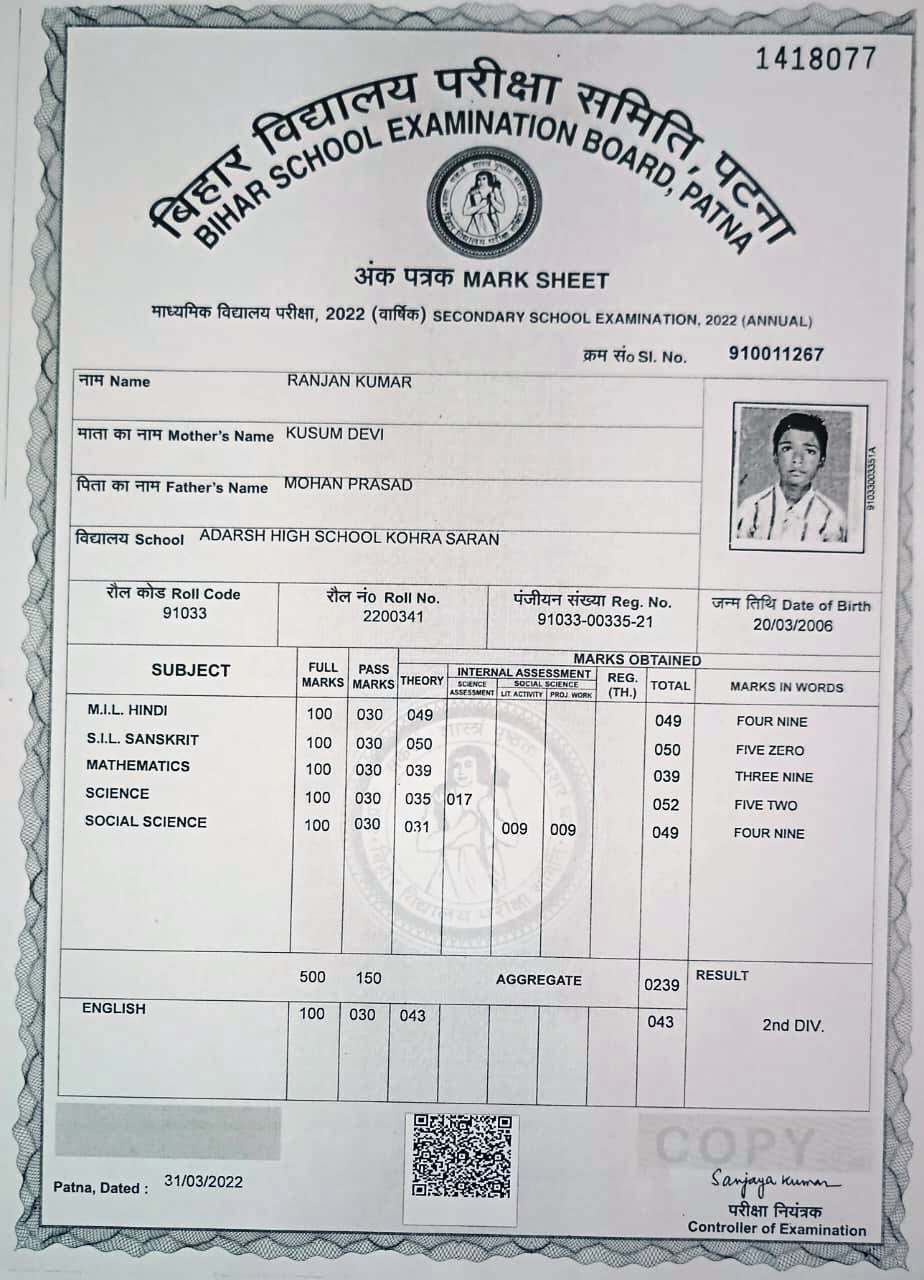 1418077
बिहार विद्यालय परीक्षा समिति, पटना
BIHAR SCHOOL EXAMINATION BOARD, PATNA
अंक पत्रक MARK SHEET
माध्यमिक विद्यालय परीक्षा, 2022 (वार्षिक) SECONDARY SCHOOL EXAMINATION, 2022 (ANNUAL)
क्रम सं० Sl. No. 910011267
नाम Name RANJAN KUMAR
माता का नाम Mother's Name KUSUM DEVI
पिता का नाम Father's Name MOHAN PRASAD
91033003351A
विद्यालय School ADARSH HIGH SCHOOL KOHRA SARAN
रौल कोड Roll Code रौल नं० Roll No. पंजीयन संख्या Reg. No. जन्म तिथि Date of Birth
91033 2200341 91033-00335-21 20/03/2006
SUBJECT FULL MARKS PASS MARKS MARKS OBTAINED
THEORY INTERNAL ASSESSMENT REG. (TH.) TOTAL MARKS IN WORDS
SCIENCE ASSESSMENT SOCIAL SCIENCE
LIT. ACTIVITY PROJ. WORK
M.I.L. HINDI 100 030 049 049 FOUR NINE
S.I.L. SANSKRIT 100 030 050 050 FIVE ZERO
MATHEMATICS 100 030 039 039 THREE NINE
SCIENCE 100 030 035 017 052 FIVE TWO
SOCIAL SCIENCE 100 030 031 009 009 049 FOUR NINE
500 150 AGGREGATE 0239 RESULT
ENGLISH 100 030 043 043
2nd DIV.
COPY
Patna, Dated : 31/03/2022
Sanjaya Kumar
परीक्षा नियंत्रक
Controller of Examination